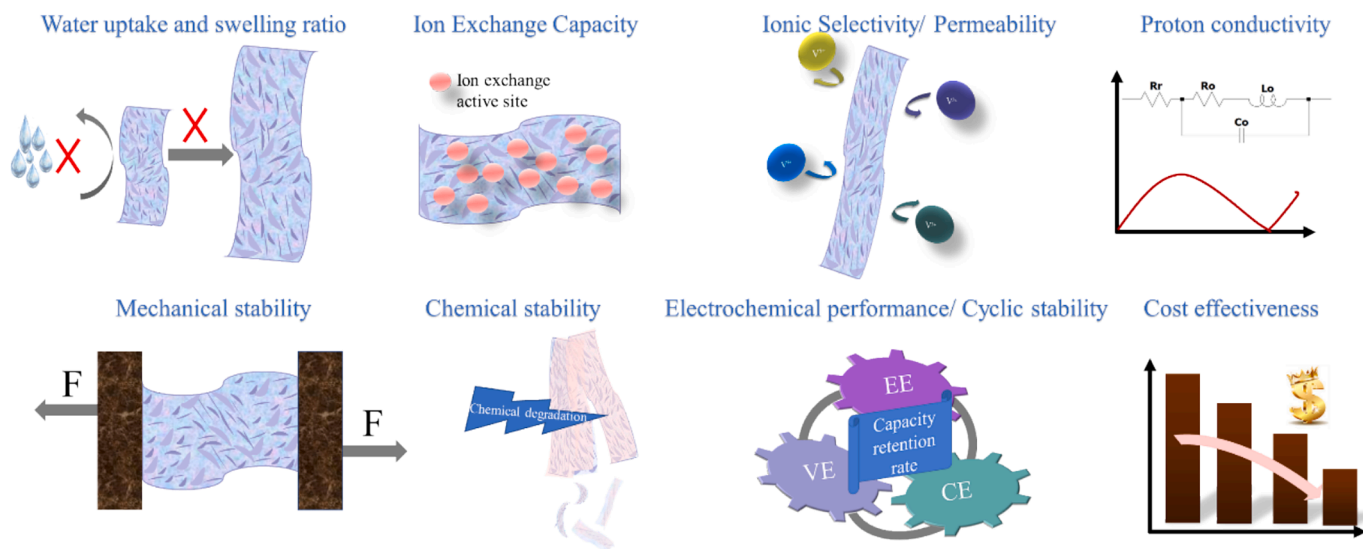 Water uptake and swelling ratio
Ion Exchange Capacity
Ionic Selectivity/ Permeability
Proton conductivity
Ion exchange
active site
Rr
Ro
Lo
Co
Mechanical stability
Chemical stability
Electrochemical performance/ Cyclic stability
Cost effectiveness
F
F
Chemical degradation
EE
Capacity
retention
rate
VE
CE
$